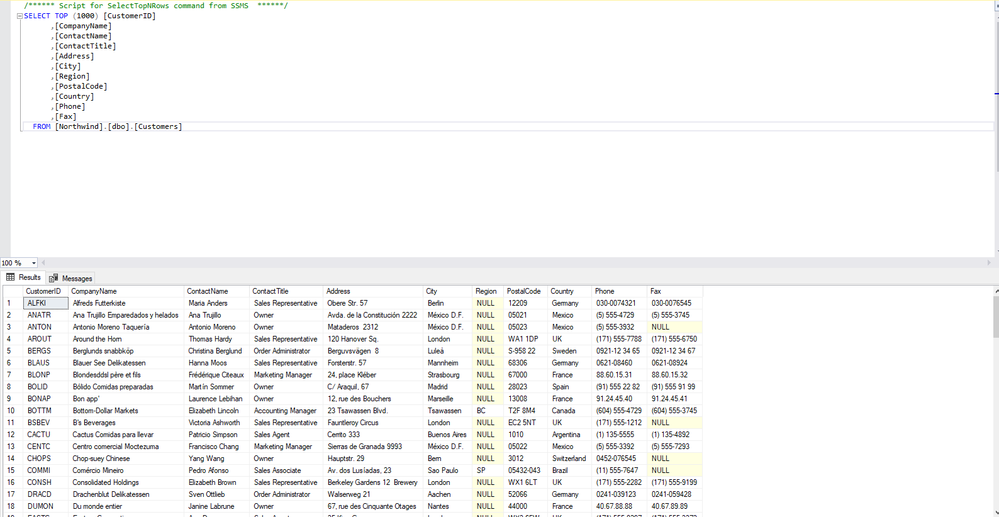 /****** Script for SelectTopNRows command from SSMS  ******/
SELECT TOP (1000) [CustomerID]
,[CompanyName]
,[ContactName]
,[ContactTitle]
,[Address]
,[City]
,[Region]
,[PostalCode]
,[Country]
,[Phone]
,[Fax]
FROM [Northwind].[dbo].[Customers]
100 %
Results Messages
CustomerID CompanyName ContactName ContactTitle Address City Region PostalCode Country Phone Fax
1 ALFKI Alfreds Futterkiste Maria Anders Sales Representative Obere Str. 57 Berlin NULL 12209 Germany 030-0074321 030-0076545
2 ANATR Ana Trujillo Emparedados y helados Ana Trujillo Owner Avda. de la Constitución 2222 México D.F. NULL 05021 Mexico (5) 555-4729 (5) 555-3745
3 ANTON Antonio Moreno Taquería Antonio Moreno Owner Mataderos  2312 México D.F. NULL 05023 Mexico (5) 555-3932 NULL
4 AROUT Around the Horn Thomas Hardy Sales Representative 120 Hanover Sq. London NULL WA1 1DP UK (171) 555-7788 (171) 555-6750
5 BERGS Berglunds snabbköp Christina Berglund Order Administrator Berguvsvägen  8 Luleå NULL S-958 22 Sweden 0921-12 34 65 0921-12 34 67
6 BLAUS Blauer See Delikatessen Hanna Moos Sales Representative Forsterstr. 57 Mannheim NULL 68306 Germany 0621-08460 0621-08924
7 BLONP Blondesddsl père et fils Frédérique Citeaux Marketing Manager 24, place Kléber Strasbourg NULL 67000 France 88.60.15.31 88.60.15.32
8 BOLID Bólido Comidas preparadas Martín Sommer Owner C/ Araquil, 67 Madrid NULL 28023 Spain (91) 555 22 82 (91) 555 91 99
9 BONAP Bon app' Laurence Lebihan Owner 12, rue des Bouchers Marseille NULL 13008 France 91.24.45.40 91.24.45.41
10 BOTTM Bottom-Dollar Markets Elizabeth Lincoln Accounting Manager 23 Tsawassen Blvd. Tsawassen BC T2F 8M4 Canada (604) 555-4729 (604) 555-3745
11 BSBEV B's Beverages Victoria Ashworth Sales Representative Fauntleroy Circus London NULL EC2 5NT UK (171) 555-1212 NULL
12 CACTU Cactus Comidas para llevar Patricio Simpson Sales Agent Cerrito 333 Buenos Aires NULL 1010 Argentina (1) 135-5555 (1) 135-4892
13 CENTC Centro comercial Moctezuma Francisco Chang Marketing Manager Sierras de Granada 9993 México D.F. NULL 05022 Mexico (5) 555-3392 (5) 555-7293
14 CHOPS Chop-suey Chinese Yang Wang Owner Hauptstr. 29 Bern NULL 3012 Switzerland 0452-076545 NULL
15 COMMI Comércio Mineiro Pedro Afonso Sales Associate Av. dos Lusíadas, 23 Sao Paulo SP 05432-043 Brazil (11) 555-7647 NULL
16 CONSH Consolidated Holdings Elizabeth Brown Sales Representative Berkeley Gardens 12  Brewery London NULL WX1 6LT UK (171) 555-2282 (171) 555-9199
17 DRACD Drachenblut Delikatessen Sven Ottlieb Order Administrator Walserweg 21 Aachen NULL 52066 Germany 0241-039123 0241-059428
18 DUMON Du monde entier Janine Labrune Owner 67, rue des Cinquante Otages Nantes NULL 44000 France 40.67.88.88 40.67.89.89